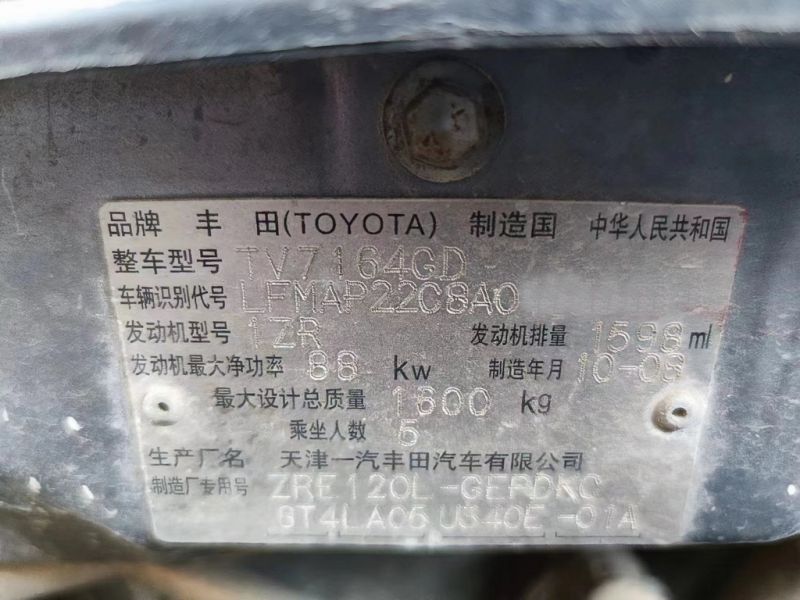 品牌 丰田(TOYOTA) 制造国 中华人民共和国
整车型号 TV7164GD
车辆识别代号 LFMAP22C8A0
发动机型号 1ZR 发动机排量 1598 ml
发动机最大净功率 88 kw 制造年月 10-03
最大设计总质量 1600 kg
乘坐人数 5
生产厂名 天津一汽丰田汽车有限公司
制造厂专用号 ZRE120L-GEPDKC
U340E -01A